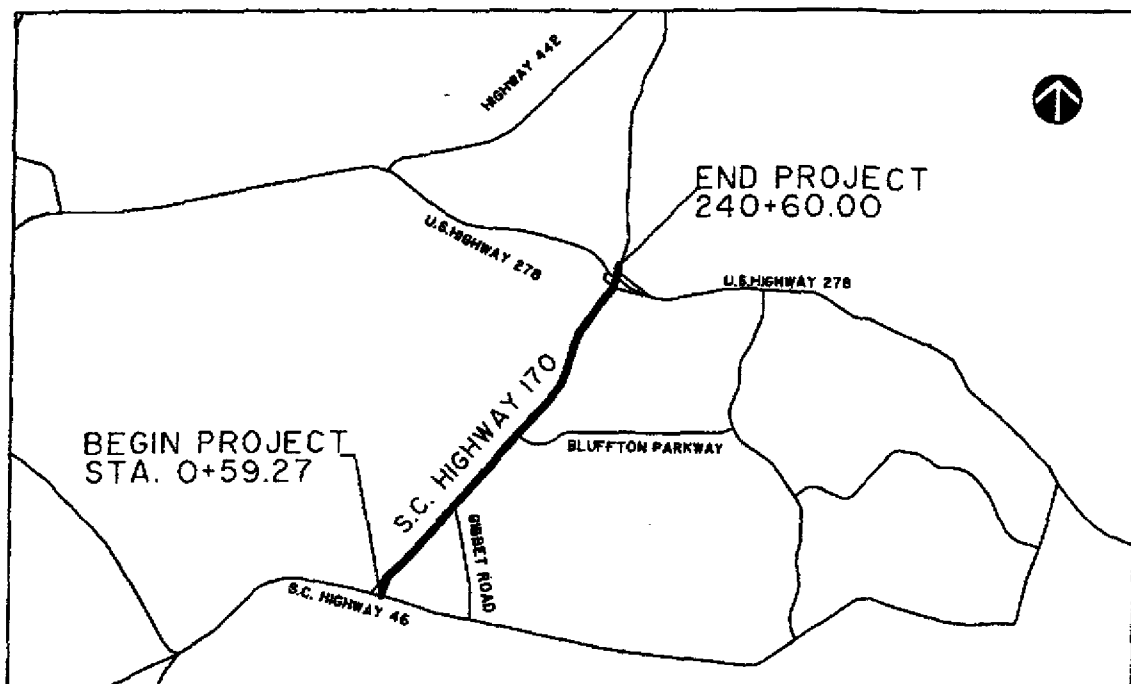 HIGHWAY 442
END PROJECT
240+60.00
U.S.HIGHWAY 278
U.S.HIGHWAY 278
S.C. HIGHWAY 170
BEGIN PROJECT
STA. 0+59.27
BLUFFTON PARKWAY
GIBBET ROAD
S.C. HIGHWAY 46